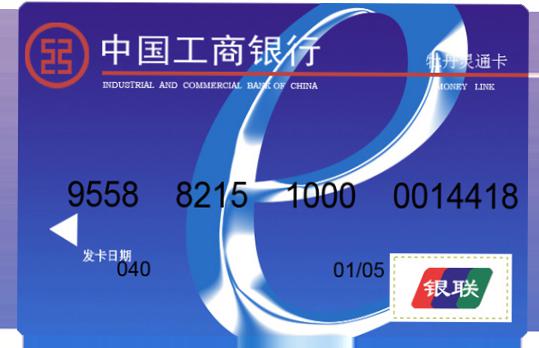 中国工商银行
牡丹灵通卡
INDUSTRIAL AND COMMERCIAL BANK OF CHINA
MONEY LINK
9558 8215 1000 0014418
发卡日期
040 01/05
银联